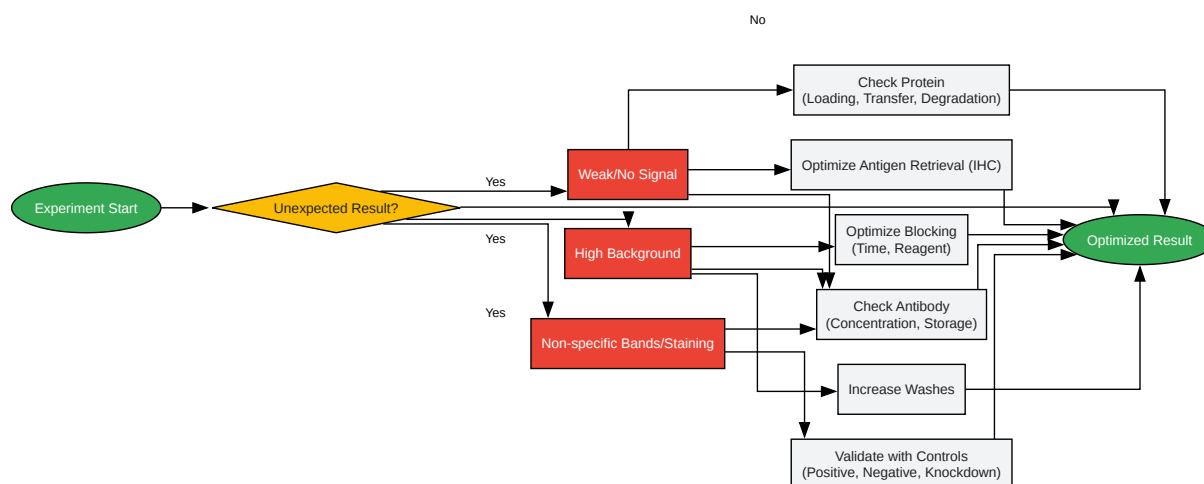 No
Check Protein
(Loading, Transfer, Degradation)
Weak/No Signal
Optimize Antigen Retrieval (IHC)
Yes
Experiment Start
Unexpected Result?
Optimize Blocking
(Time, Reagent)
Optimized Result
Yes
High Background
Check Antibody
(Concentration, Storage)
Yes
Non-specific Bands/Staining
Increase Washes
Validate with Controls
(Positive, Negative, Knockdown)